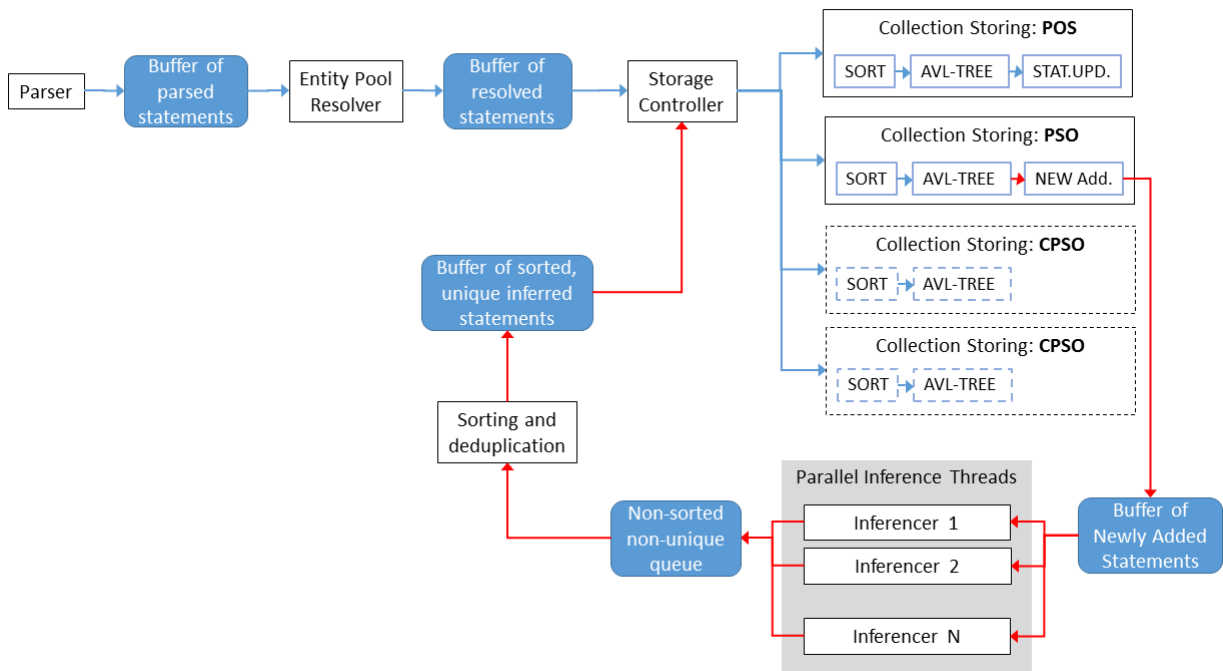 Parser
Buffer of
parsed
statements
Entity Pool
Resolver
Buffer of
resolved
statements
Storage
Controller
Collection Storing: POS
SORT
AVL-TREE
STAT.UPD.
Collection Storing: PSO
SORT
AVL-TREE
NEW Add.
Collection Storing: CPSO
SORT
AVL-TREE
Collection Storing: CPSO
SORT
AVL-TREE
Buffer of sorted,
unique inferred
statements
Sorting and
deduplication
Non-sorted
non-unique
queue
Parallel Inference Threads
Inferencer 1
Inferencer 2
Inferencer N
Buffer of
Newly Added
Statements